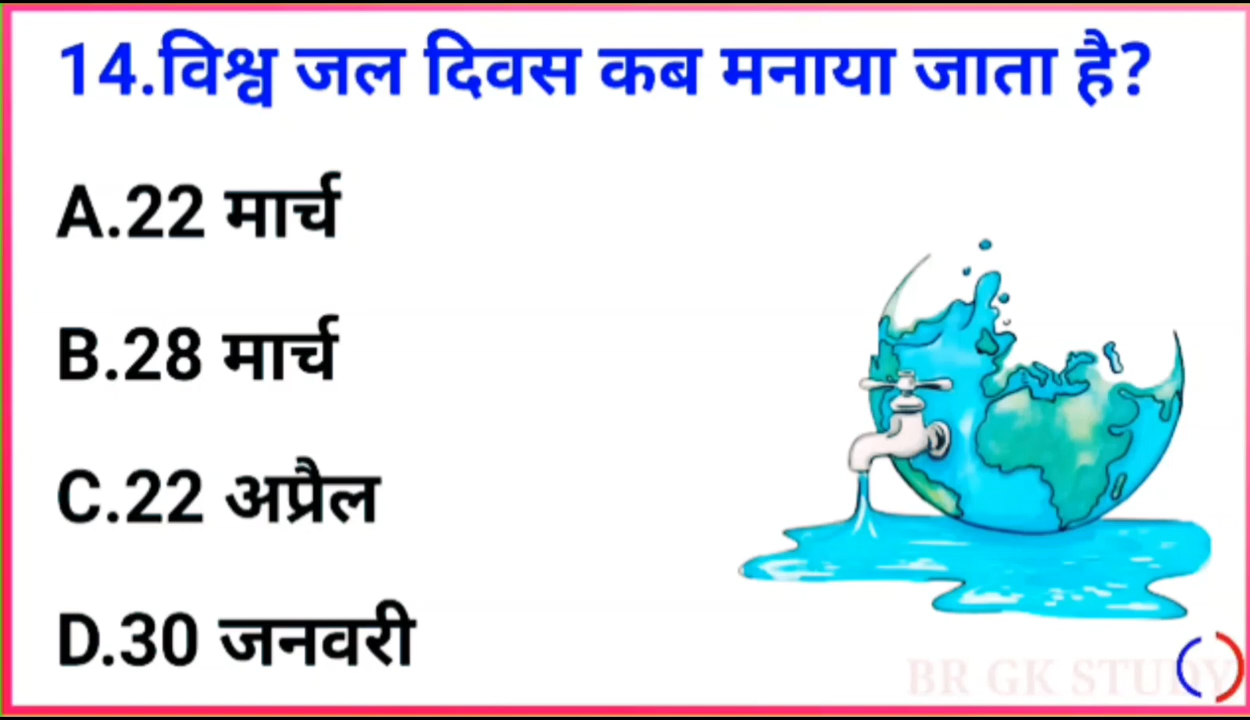 14.विश्व जल दिवस कब मनाया जाता है?
A.22 मार्च
B.28 मार्च
C.22 अप्रैल
D.30 जनवरी
BR GK STUDY